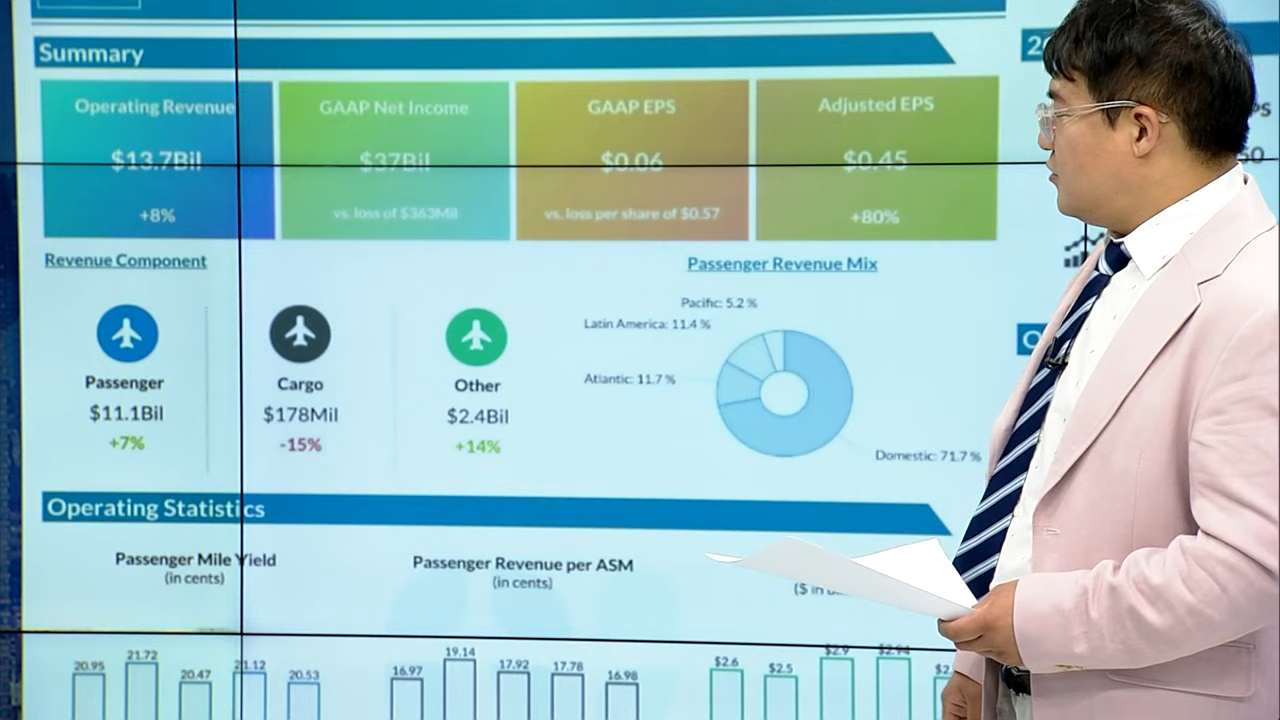 Summary
Operating Revenue
$13.7Bil
+8%
GAAP Net Income
$37Bil
vs. loss of $363Mil
GAAP EPS
$0.06
vs. loss per share of $0.57
Adjusted EPS
$0.45
+80%
Revenue Component
Passenger
$11.1Bil
+7%
Cargo
$178Mil
-15%
Other
$2.4Bil
+14%
Passenger Revenue Mix
Pacific: 5.2 %
Latin America: 11.4 %
Atlantic: 11.7 %
Domestic: 71.7 %
Operating Statistics
Passenger Mile Yield
(in cents)
20.95 21.72 20.47 21.12 20.53
Passenger Revenue per ASM
(in cents)
16.97 19.14 17.92 17.78 16.98
($ in
$2.6 $2.5 $2.9 $2.94